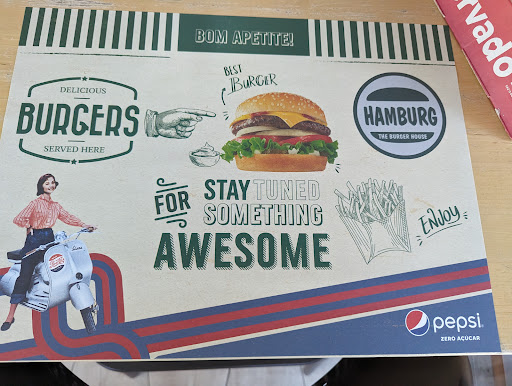 BOM APETITE!
rvado
DELICIOUS
BURGERS
SERVED HERE
BEST
BURGER
HAMBURG
THE BURGER HOUSE
FOR
STAY TUNED
SOMETHING
AWESOME
ENJOY
pepsi
ZERO AÇÚCAR